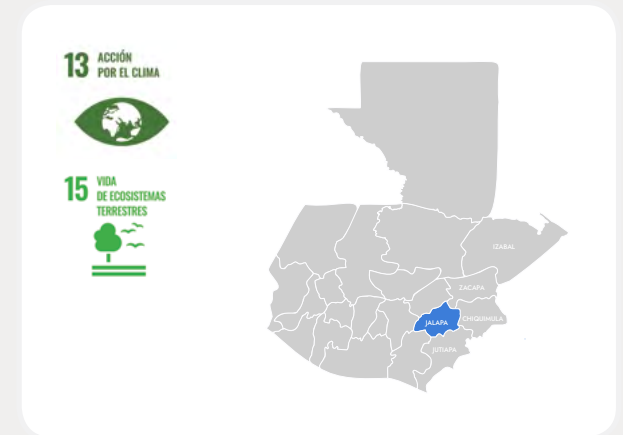 13 ACCIÓN
POR EL CLIMA
15 VIDA
DE ECOSISTEMAS
TERRESTRES
IZABAL
ZACAPA
JALAPA
CHIQUIMULA
JUTIAPA